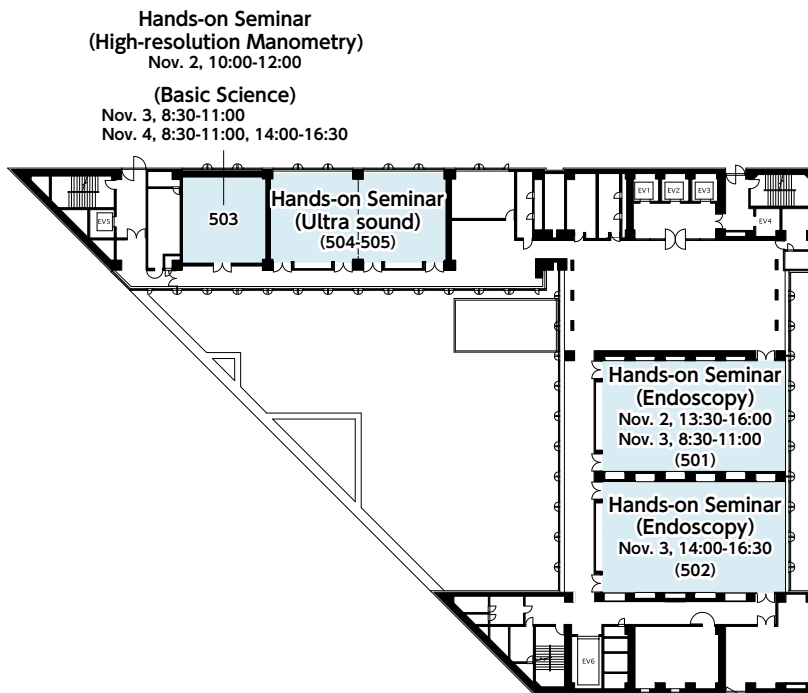 Hands-on Seminar
(High-resolution Manometry)
Nov. 2, 10:00-12:00
(Basic Science)
Nov. 3, 8:30-11:00
Nov. 4, 8:30-11:00, 14:00-16:30
503
Hands-on Seminar
(Ultra sound)
(504-505)
EV1
EV2
EV3
EV4
EV5
Hands-on Seminar
(Endoscopy)
Nov. 2, 13:30-16:00
Nov. 3, 8:30-11:00
(501)
Hands-on Seminar
(Endoscopy)
Nov. 3, 14:00-16:30
(502)
EV6